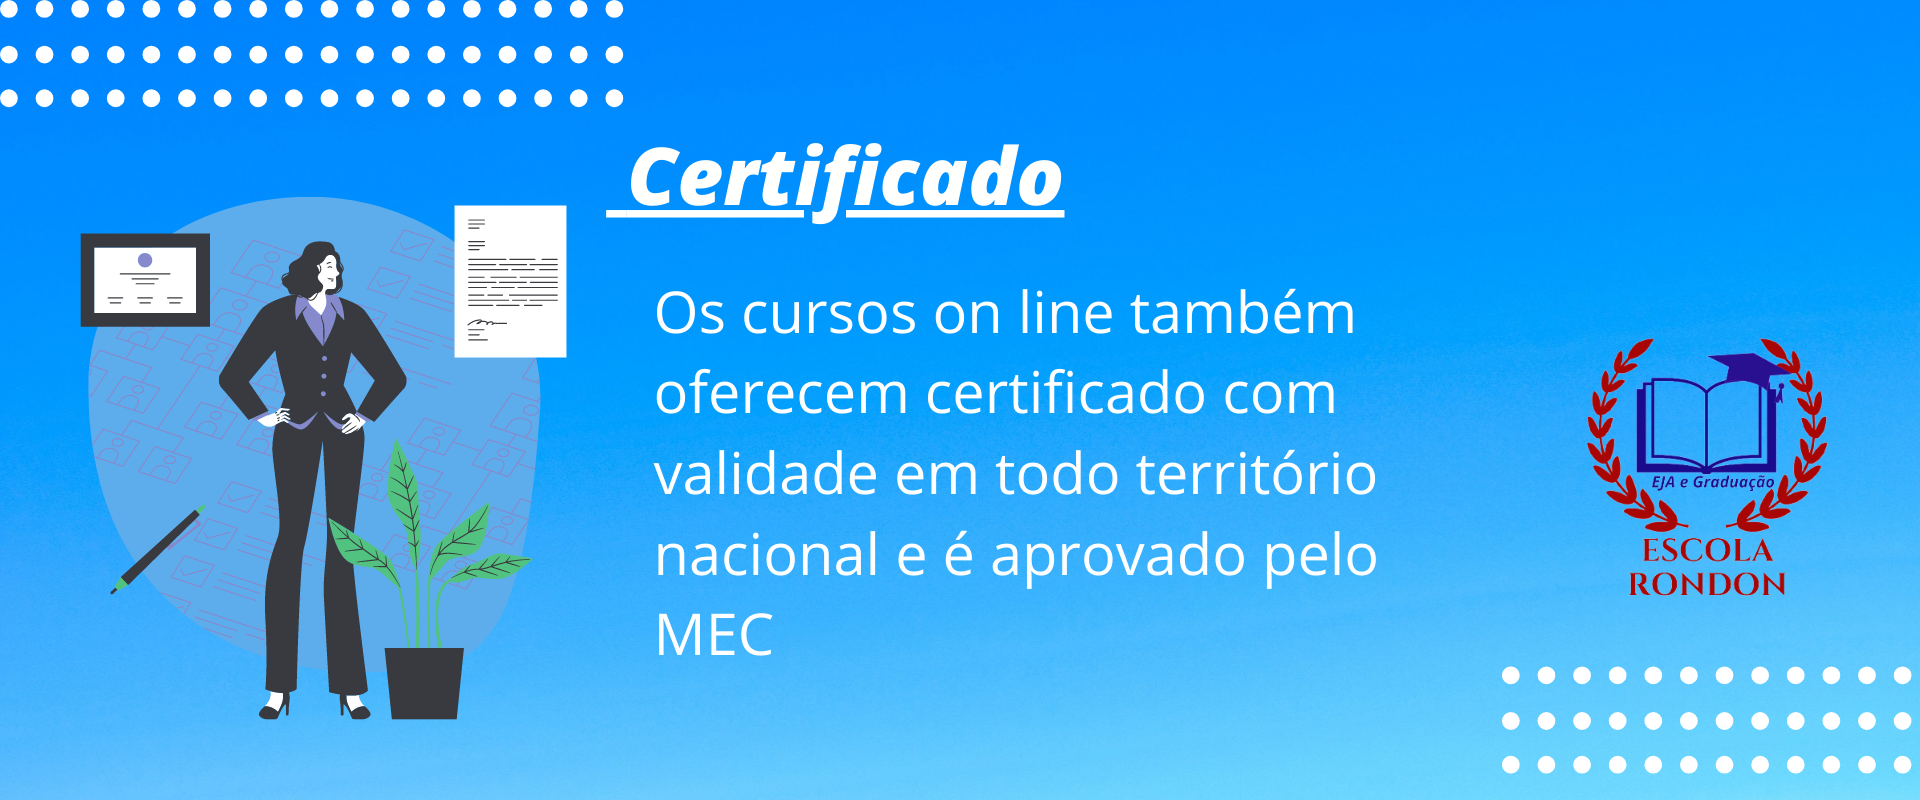 Certificado
Os cursos on line também
oferecem certificado com
validade em todo território
nacional e é aprovado pelo
MEC
EJA e Graduação
ESCOLA
RONDON